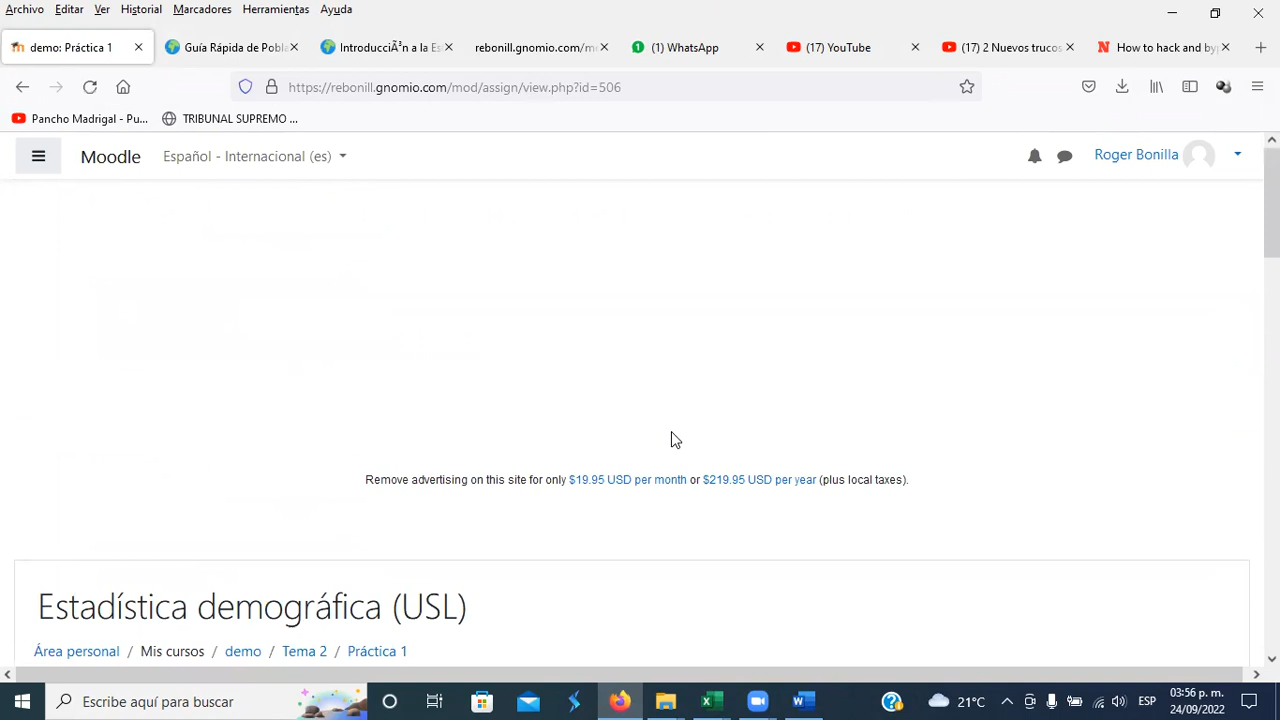 Archivo Editar Ver Historial Marcadores Herramientas Ayuda
demo: Práctica 1 Guía Rápida de Pobla IntroducciÃ³n a la Es rebonill.gnomio.com/mo (1) WhatsApp (17) YouTube (17) 2 Nuevos trucos How to hack and by
https://rebonill.gnomio.com/mod/assign/view.php?id=506
Pancho Madrigal - Pu... TRIBUNAL SUPREMO ...
Moodle Español - Internacional (es) Roger Bonilla
Remove advertising on this site for only $19.95 USD per month or $219.95 USD per year (plus local taxes).
Estadística demográfica (USL)
Área personal / Mis cursos / demo / Tema 2 / Práctica 1
Escribe aquí para buscar 21°C ESP 03:56 p. m.
24/09/2022